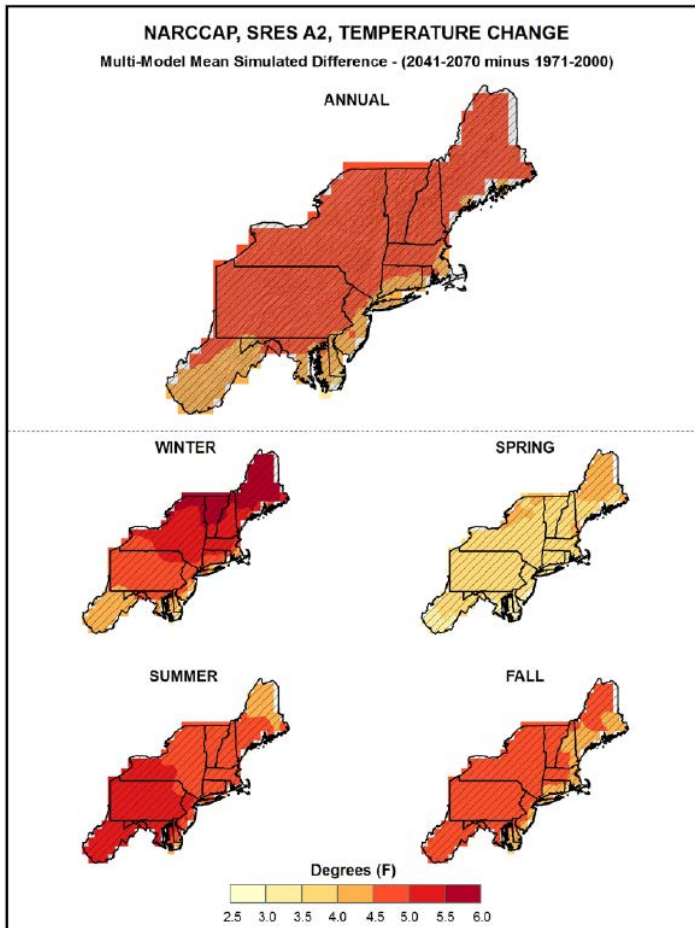 NARCCAP, SRES A2, TEMPERATURE CHANGE
Multi-Model Mean Simulated Difference - (2041-2070 minus 1971-2000)
ANNUAL
WINTER
SPRING
SUMMER
FALL
Degrees (F)
2.5 3.0 3.5 4.0 4.5 5.0 5.5 6.0